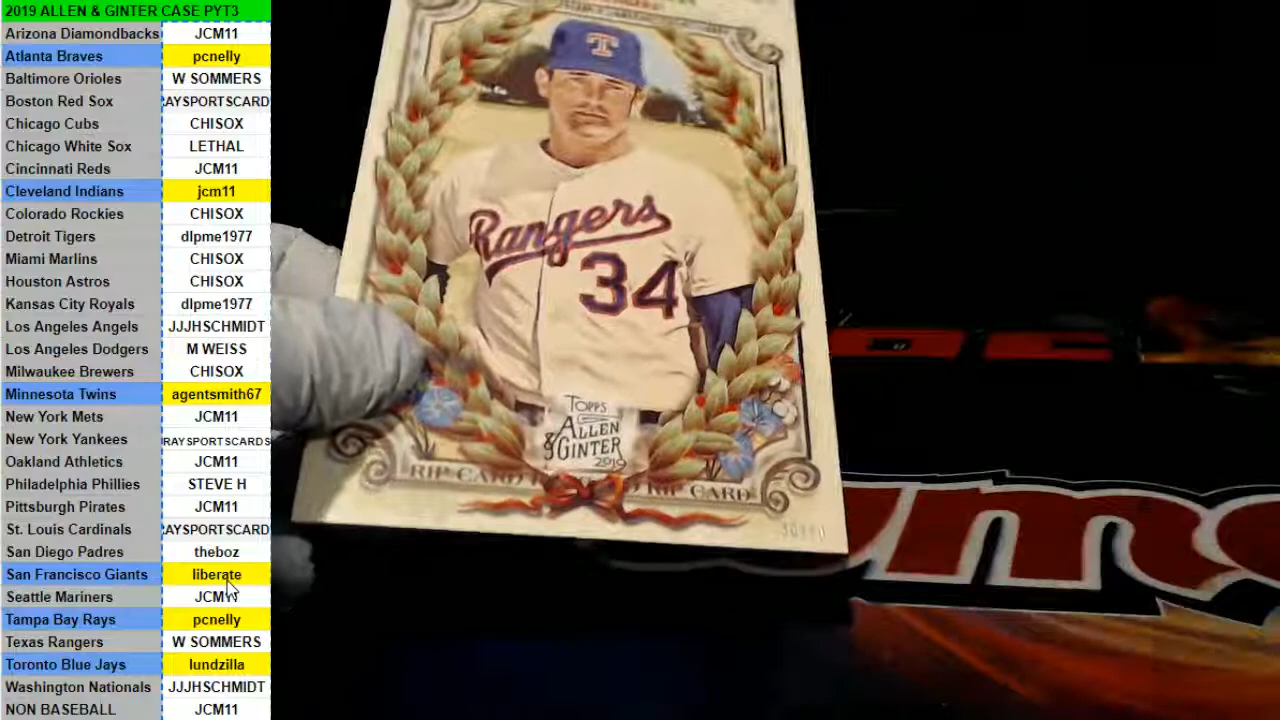 2019 ALLEN & GINTER CASE PYT3
Arizona Diamondbacks JCM11
Atlanta Braves pcnelly
Baltimore Orioles W SOMMERS
Boston Red Sox AYSPORTSCARD
Chicago Cubs CHISOX
Chicago White Sox LETHAL
Cincinnati Reds JCM11
Cleveland Indians jcm11
Colorado Rockies CHISOX
Detroit Tigers dlpme1977
Miami Marlins CHISOX
Houston Astros CHISOX
Kansas City Royals dlpme1977
Los Angeles Angels JJJHSCHMIDT
Los Angeles Dodgers M WEISS
Milwaukee Brewers CHISOX
Minnesota Twins agentsmith67
New York Mets JCM11
New York Yankees RAYSPORTSCARDS
Oakland Athletics JCM11
Philadelphia Phillies STEVE H
Pittsburgh Pirates JCM11
St. Louis Cardinals AYSPORTSCARD
San Diego Padres theboz
San Francisco Giants liberate
Seattle Mariners JCM11
Tampa Bay Rays pcnelly
Texas Rangers W SOMMERS
Toronto Blue Jays lundzilla
Washington Nationals JJJHSCHMIDT
NON BASEBALL JCM11
T
Rangers
34
TOPPS
ALLEN
& GINTER
2019
RIP CARD RIP CARD